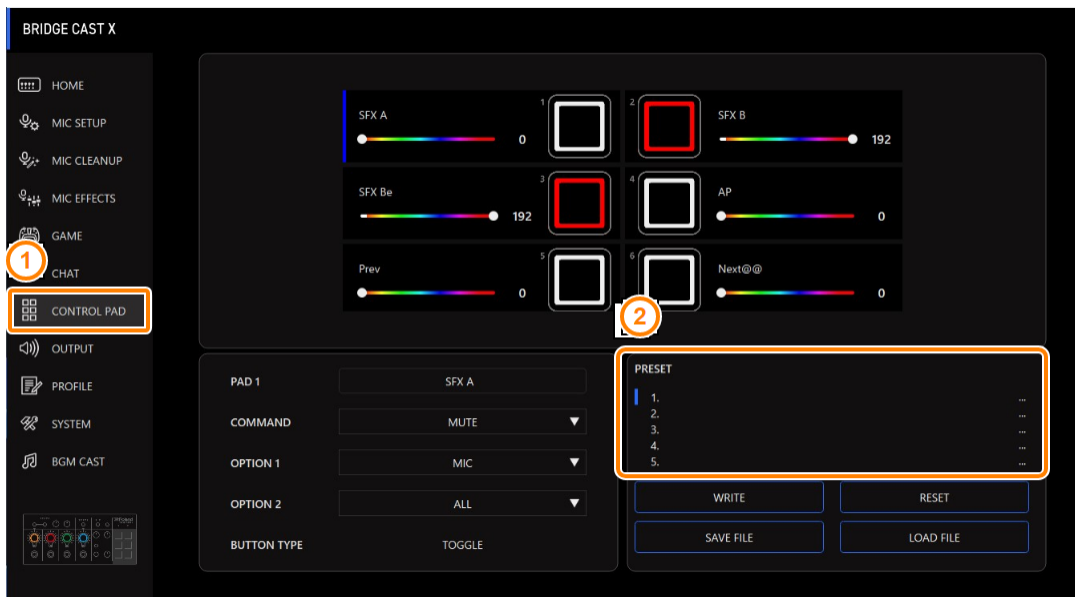 BRIDGE CAST X
HOME
MIC SETUP
MIC CLEANUP
MIC EFFECTS
GAME
1
CHAT
CONTROL PAD
OUTPUT
PROFILE
SYSTEM
BGM CAST
SFX A
0
1
2
SFX B
192
SFX Be
192
3
4
AP
0
Prev
0
5
6
Next@@
0
2
PAD 1 SFX A
COMMAND MUTE
OPTION 1 MIC
OPTION 2 ALL
BUTTON TYPE TOGGLE
PRESET
1. ...
2. ...
3. ...
4. ...
5. ...
WRITE RESET
SAVE FILE LOAD FILE